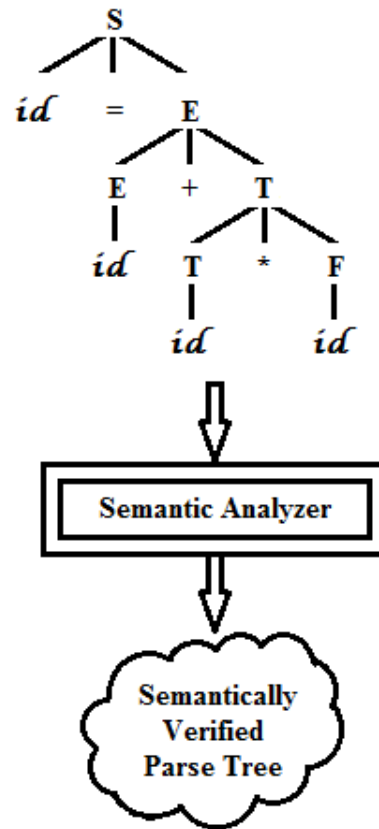 S
id = E
E + T
id T * F
id id
Semantic Analyzer
Semantically
Verified
Parse Tree